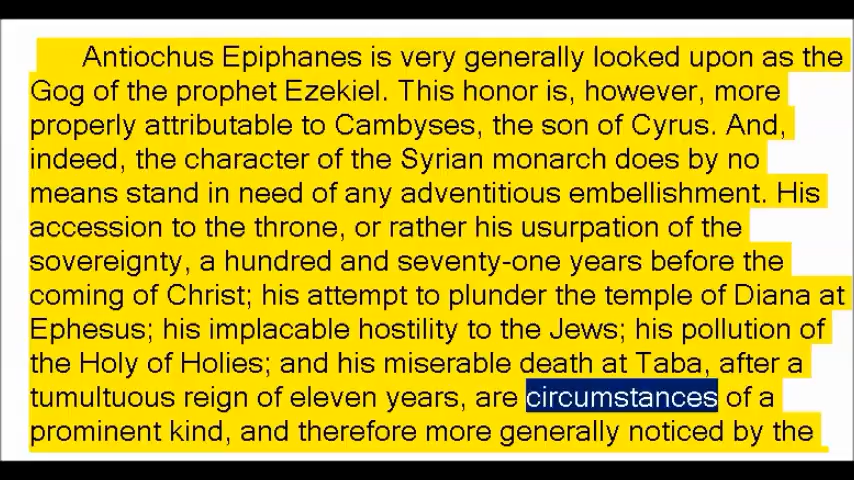 Antiochus Epiphanes is very generally looked upon as the
Gog of the prophet Ezekiel. This honor is, however, more
properly attributable to Cambyses, the son of Cyrus. And,
indeed, the character of the Syrian monarch does by no
means stand in need of any adventitious embellishment. His
accession to the throne, or rather his usurpation of the
sovereignty, a hundred and seventy-one years before the
coming of Christ; his attempt to plunder the temple of Diana at
Ephesus; his implacable hostility to the Jews; his pollution of
the Holy of Holies; and his miserable death at Taba, after a
tumultuous reign of eleven years, are circumstances of a
prominent kind, and therefore more generally noticed by the